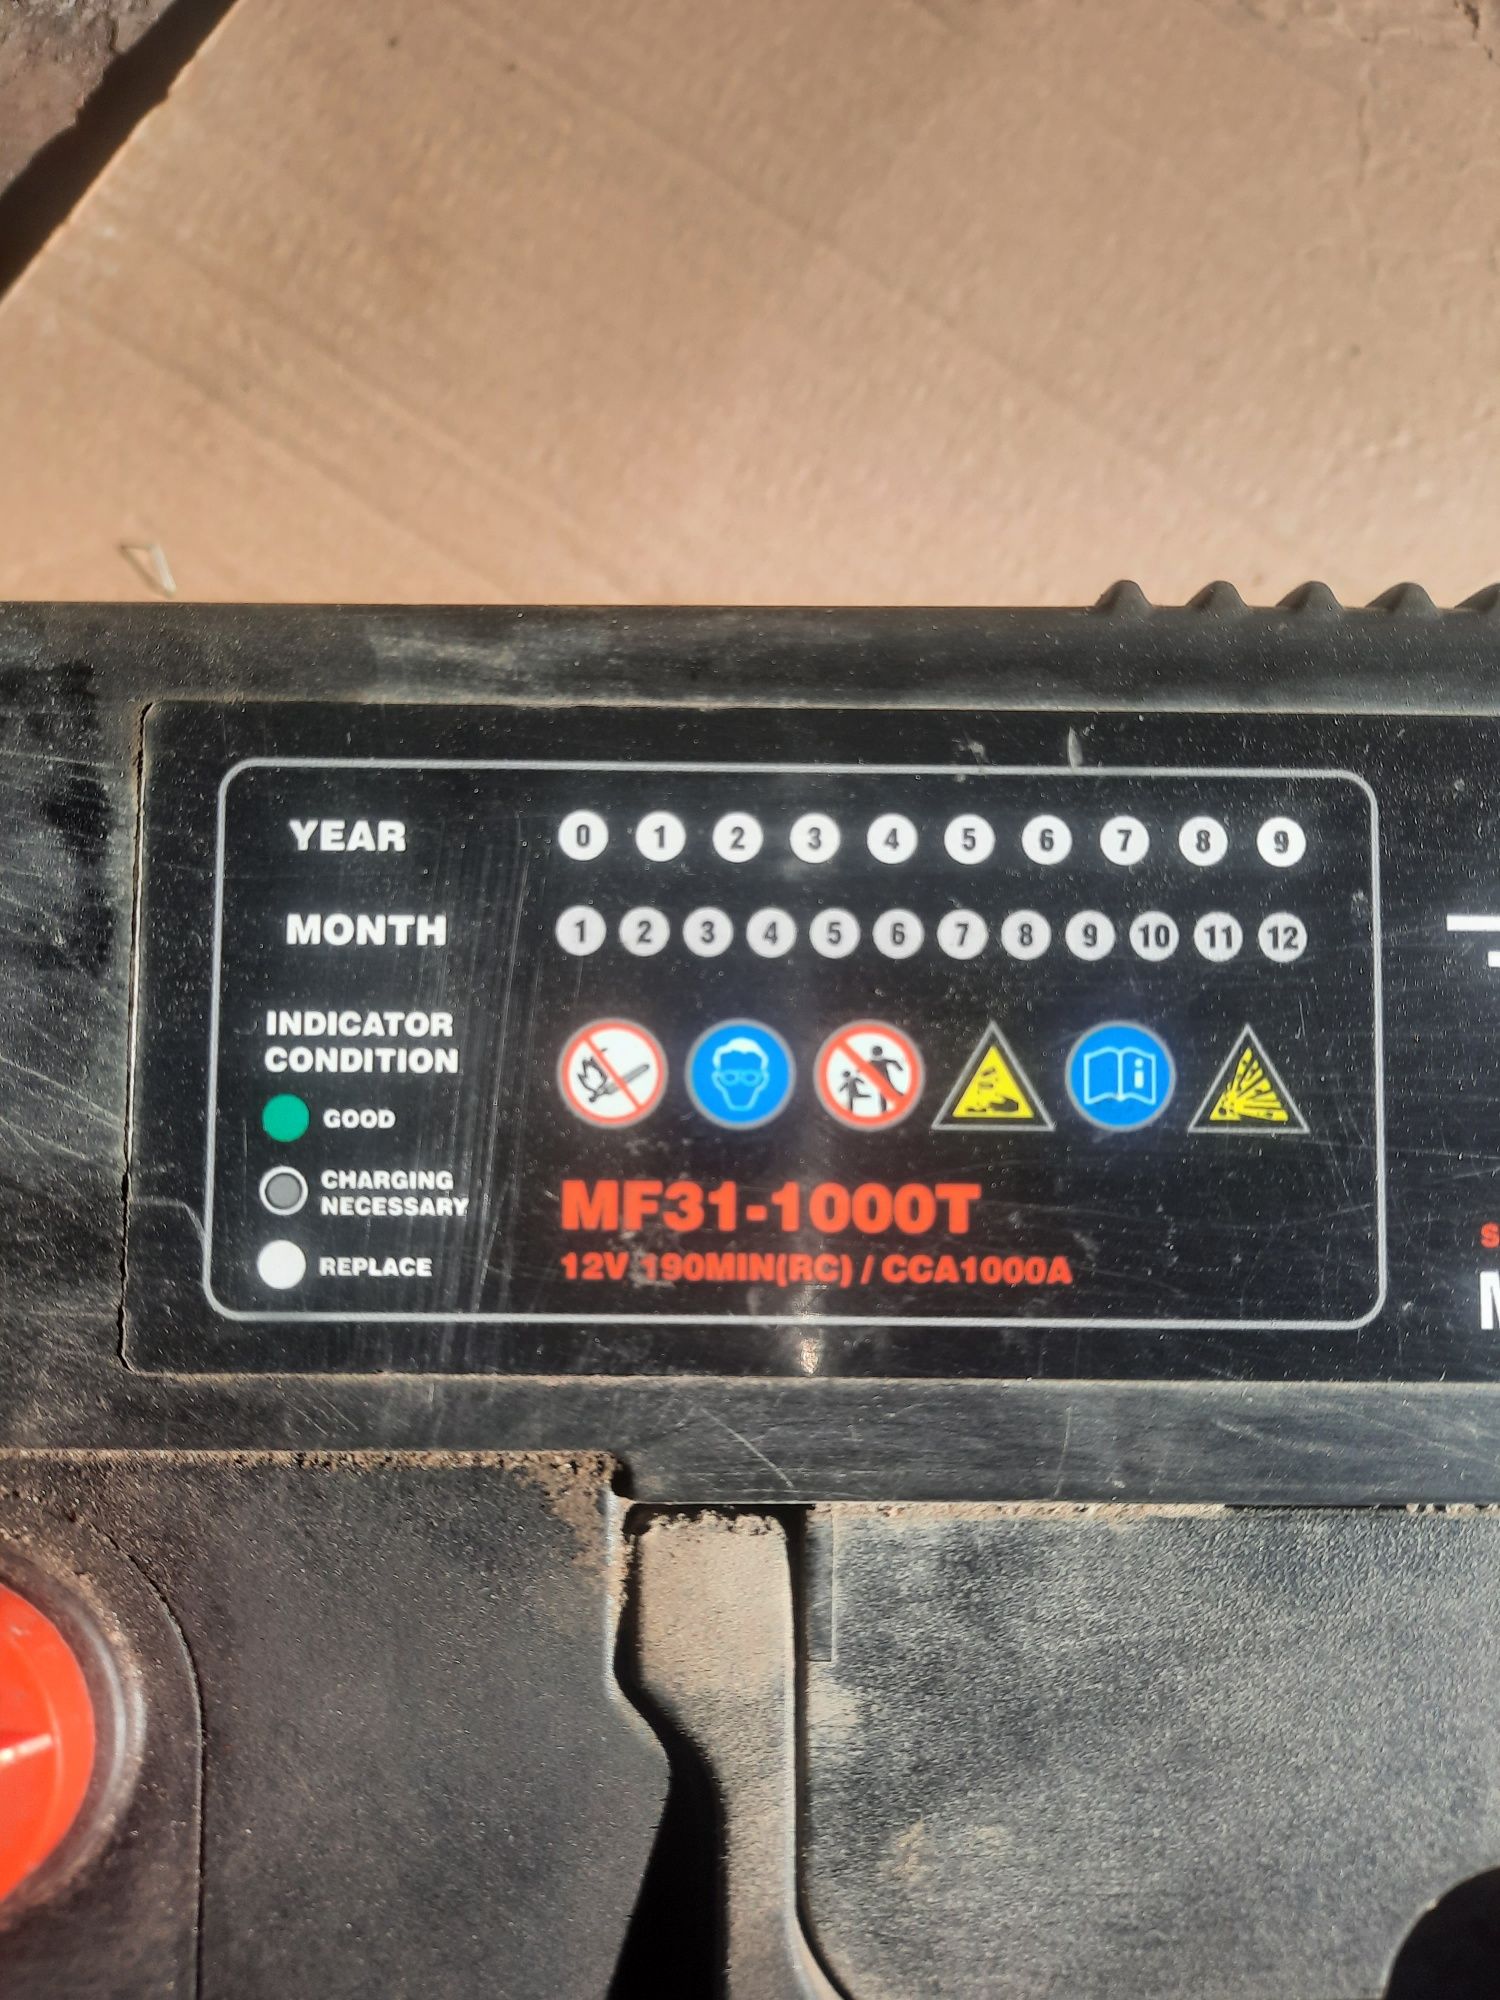 YEAR 0 1 2 3 4 5 6 7 8 9
MONTH 1 2 3 4 5 6 7 8 9 10 11 12
INDICATOR
CONDITION
GOOD
CHARGING
NECESSARY
REPLACE
MF31-1000T
12V 190MIN(RC) / CCA1000A